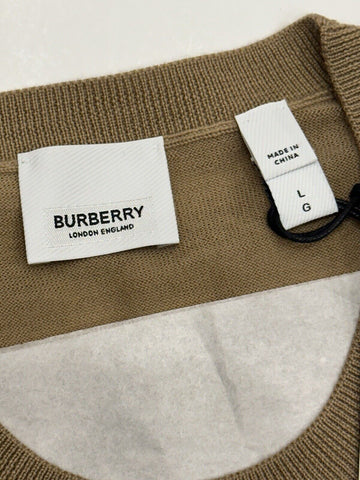 BURBERRY
LONDON ENGLAND
MADE IN
CHINA
L
G